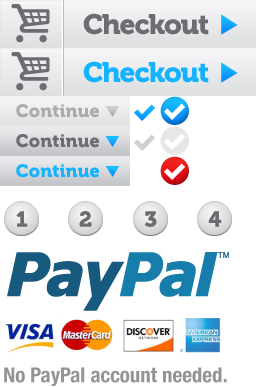 Checkout
Checkout
Continue
Continue
Continue
1 2 3 4
PayPal™
VISA MasterCard DISCOVER NETWORK AMERICAN EXPRESS
No PayPal account needed.